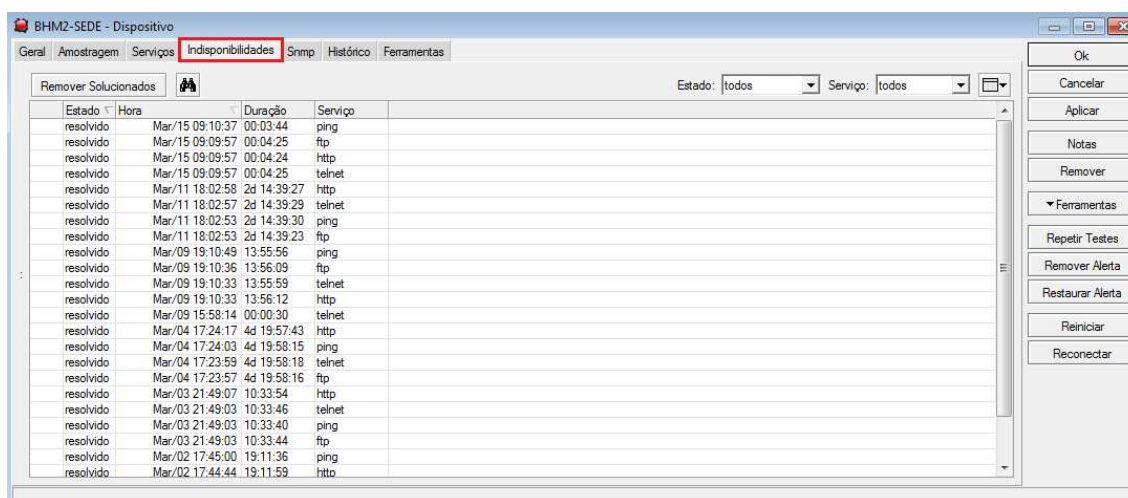 BHM2-SEDE - Dispositivo
Geral Amostragem Serviços Indisponibilidades Snmp Histórico Ferramentas
Ok
Remover Solucionados Estado: todos Serviço: todos Cancelar
Estado Hora Duração Serviço Aplicar
resolvido Mar/15 09:10:37 00:03:44 ping
resolvido Mar/15 09:09:57 00:04:25 ftp
Notas
resolvido Mar/15 09:09:57 00:04:24 http
resolvido Mar/15 09:09:57 00:04:25 telnet
Remover
resolvido Mar/11 18:02:58 2d 14:39:27 http
resolvido Mar/11 18:02:57 2d 14:39:29 telnet
Ferramentas
resolvido Mar/11 18:02:53 2d 14:39:30 ping
resolvido Mar/11 18:02:53 2d 14:39:23 ftp
Repetir Testes
resolvido Mar/09 19:10:49 13:55:56 ping
resolvido Mar/09 19:10:36 13:56:09 ftp
Remover Alerta
resolvido Mar/09 19:10:33 13:55:59 telnet
resolvido Mar/09 19:10:33 13:56:12 http
Restaurar Alerta
resolvido Mar/09 15:58:14 00:00:30 telnet
resolvido Mar/04 17:24:17 4d 19:57:43 http
Reiniciar
resolvido Mar/04 17:24:03 4d 19:58:15 ping
resolvido Mar/04 17:23:59 4d 19:58:18 telnet
Reconectar
resolvido Mar/04 17:23:57 4d 19:58:16 ftp
resolvido Mar/03 21:49:07 10:33:54 http
resolvido Mar/03 21:49:03 10:33:46 telnet
resolvido Mar/03 21:49:03 10:33:40 ping
resolvido Mar/03 21:49:03 10:33:44 ftp
resolvido Mar/02 17:45:00 19:11:36 ping
resolvido Mar/02 17:44:44 19:11:59 http